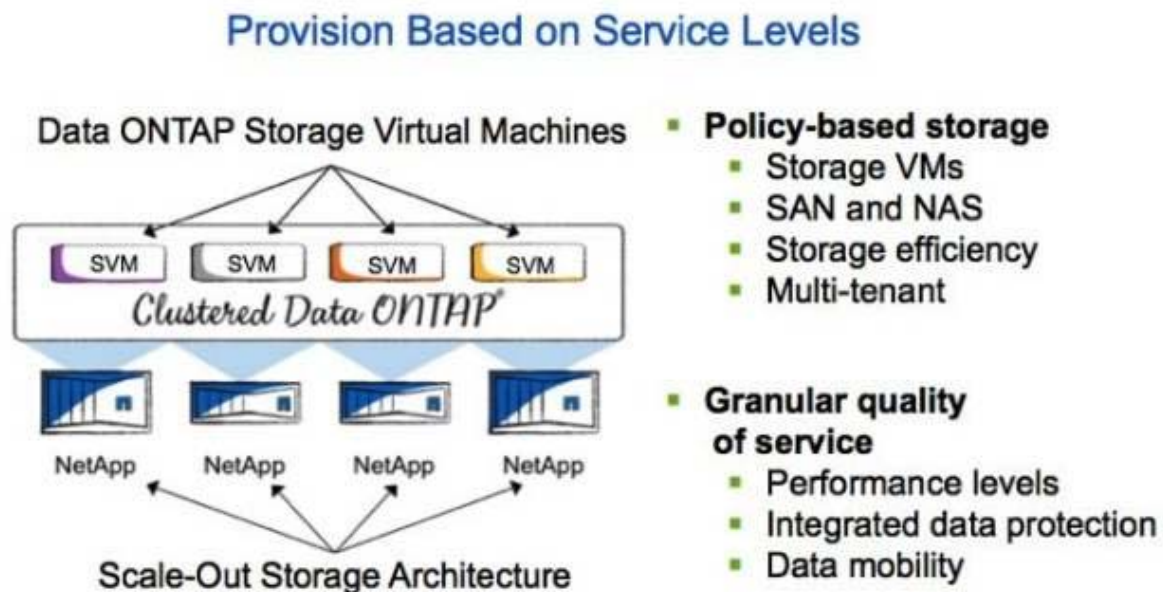 Provision Based on Service Levels
Data ONTAP Storage Virtual Machines
SVM
SVM
SVM
SVM
Clustered Data ONTAP®
NetApp
NetApp
NetApp
NetApp
Scale-Out Storage Architecture
Policy-based storage
Storage VMs
SAN and NAS
Storage efficiency
Multi-tenant
Granular quality
of service
Performance levels
Integrated data protection
Data mobility